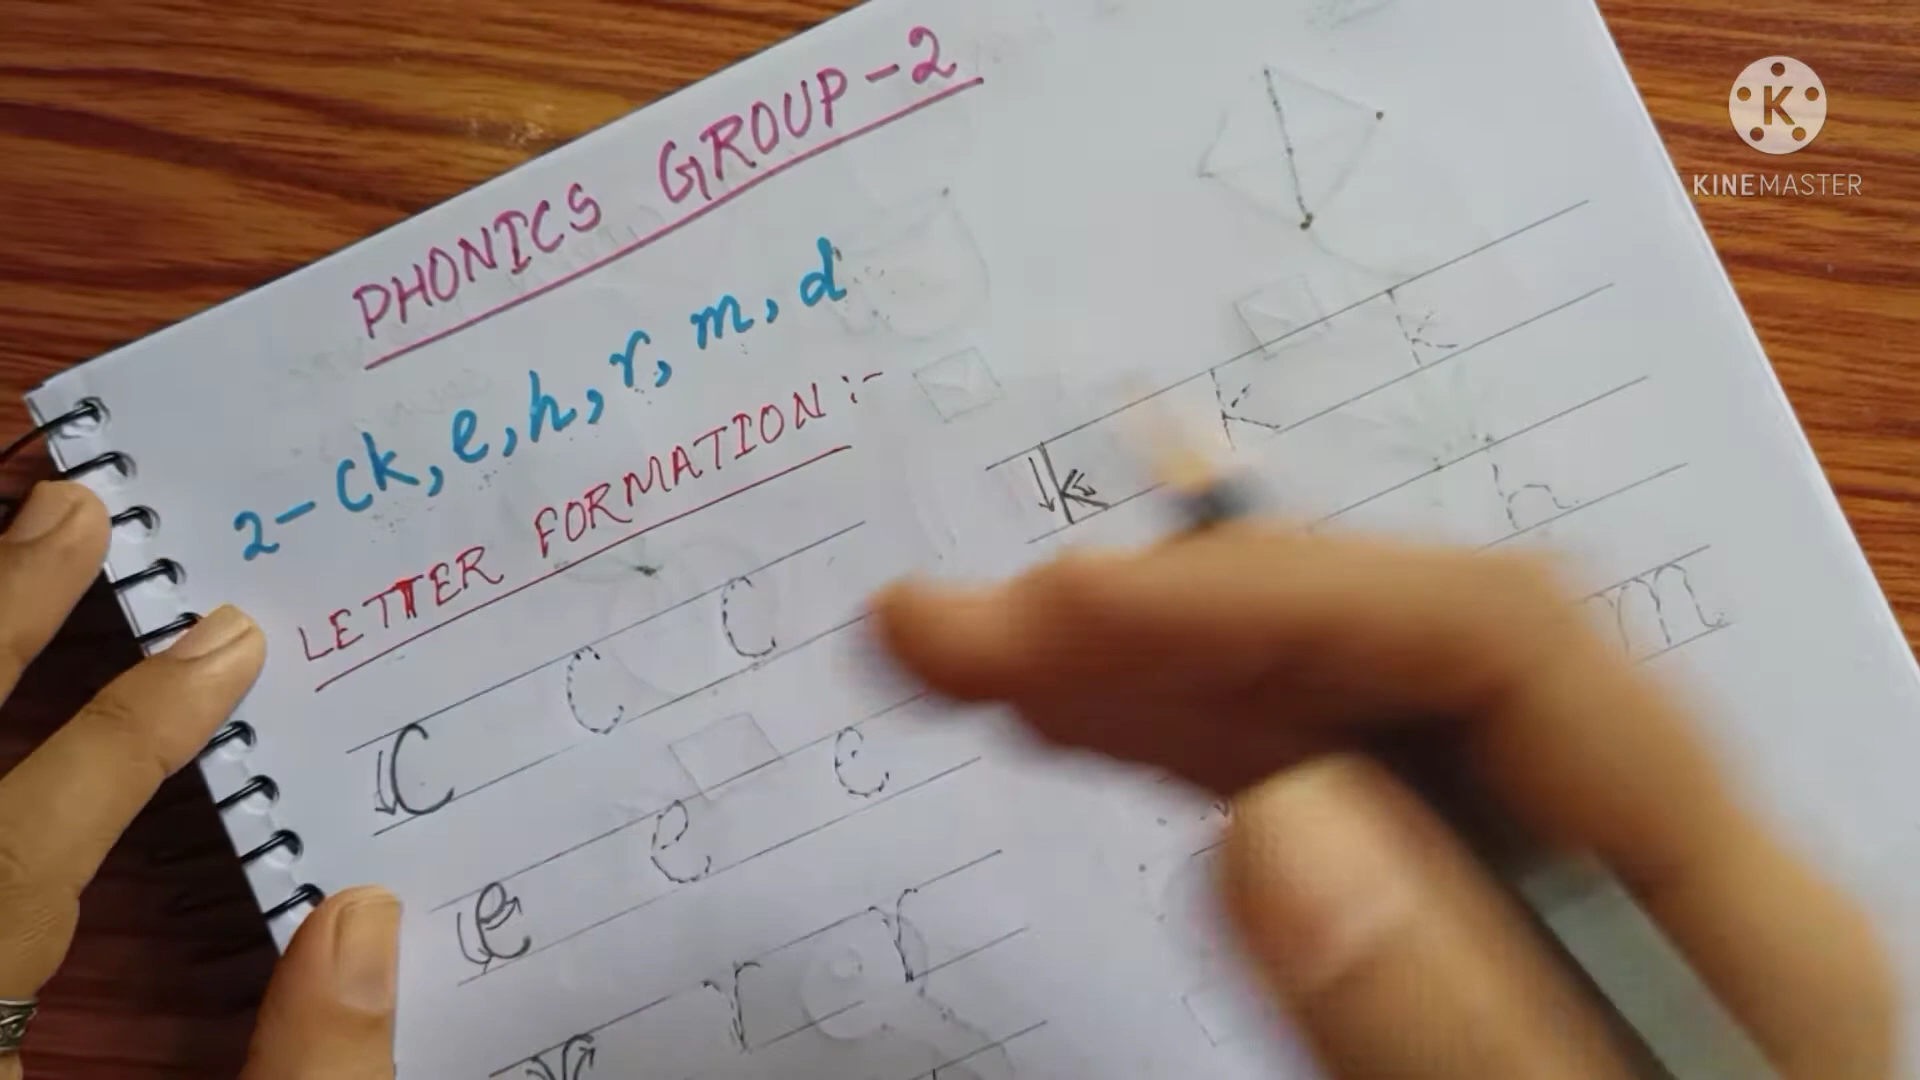 PHONICS GROUP-2
2- ck, e, h, r, m, d
LETTER FORMATION :-
c c c
k k k
e e e
h
r r r
m
K
KINEMASTER